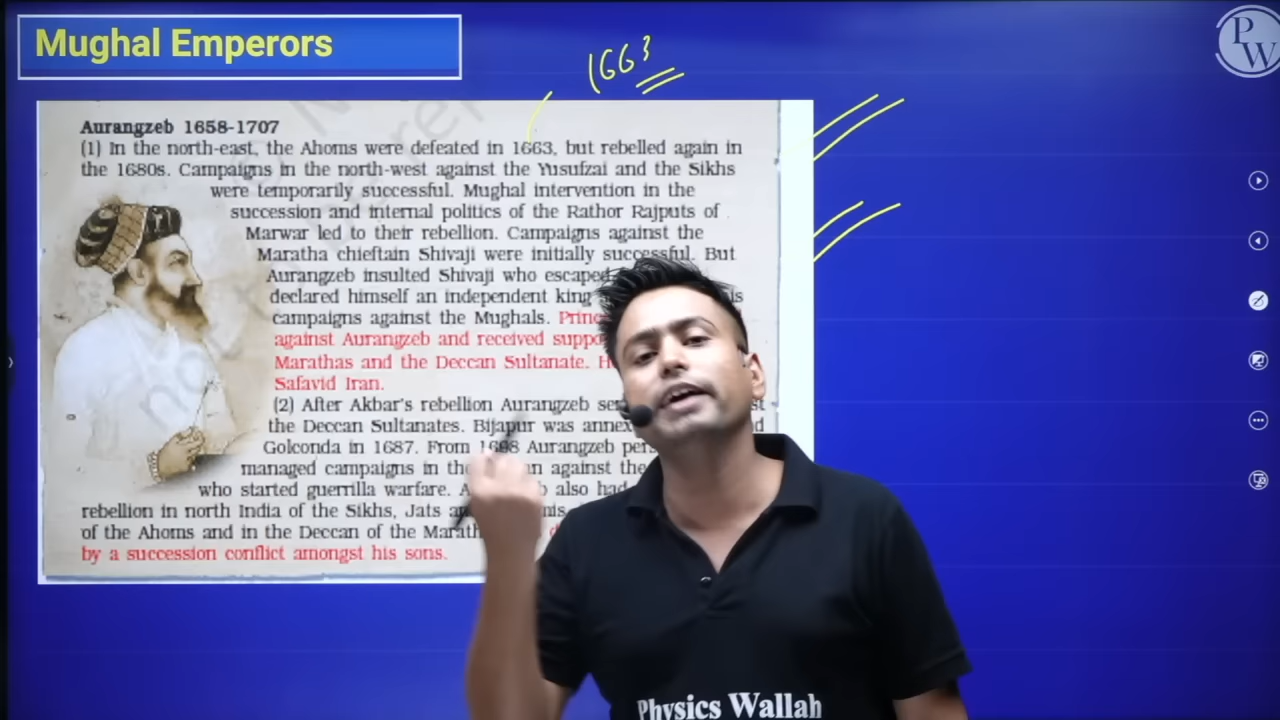 Mughal Emperors
1663
PW
Aurangzeb 1658-1707
(1) In the north-east, the Ahoms were defeated in 1663, but rebelled again in
the 1680s. Campaigns in the north-west against the Yusufzai and the Sikhs
were temporarily successful. Mughal intervention in the
succession and internal politics of the Rathor Rajputs of
Marwar led to their rebellion. Campaigns against the
Maratha chieftain Shivaji were initially successful. But
Aurangzeb insulted Shivaji who escaped
declared himself an independent king
campaigns against the Mughals.
against Aurangzeb and received
Marathas and the Deccan Sultanate.
Safavid Iran.
(2) After Akbar's rebellion Aurangzeb
the Deccan Sultanates. Bijapur was
Golconda in 1687. From 1698 Aurangzeb
managed campaigns in the against the
who started guerrilla warfare. also had
rebellion in north India of the Sikhs, Jats
of the Ahoms and in the Deccan of the
by a succession conflict amongst his sons.
Physics Wallah